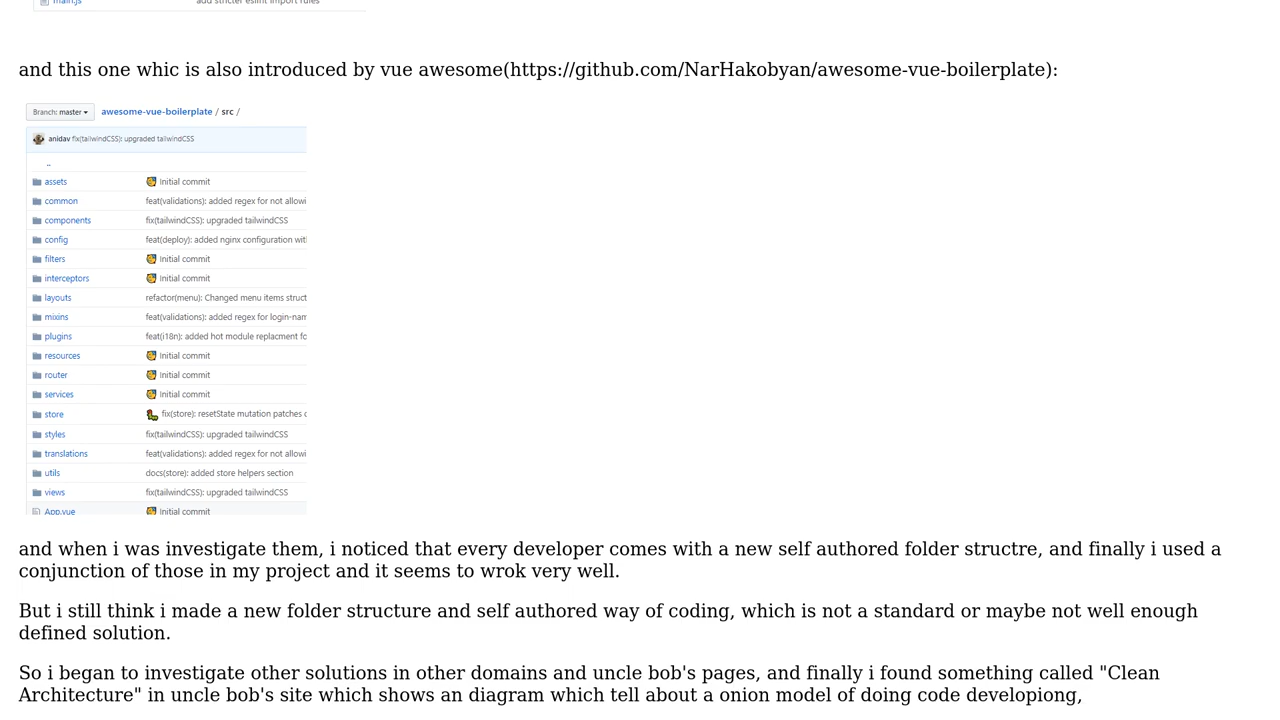 main.js add stricter eslint import rules
and this one whic is also introduced by vue awesome(https://github.com/NarHakobyan/awesome-vue-boilerplate):
Branch: master awesome-vue-boilerplate / src /
anidav fix(tailwindCSS): upgraded tailwindCSS
..
assets Initial commit
common feat(validations): added regex for not allowi
components fix(tailwindCSS): upgraded tailwindCSS
config feat(deploy): added nginx configuration wit
filters Initial commit
interceptors Initial commit
layouts refactor(menu): Changed menu items struct
mixins feat(validations): added regex for login-nam
plugins feat(i18n): added hot module replacment fo
resources Initial commit
router Initial commit
services Initial commit
store fix(store): resetState mutation patches
styles fix(tailwindCSS): upgraded tailwindCSS
translations feat(validations): added regex for not allowi
utils docs(store): added store helpers section
views fix(tailwindCSS): upgraded tailwindCSS
App.vue Initial commit
and when i was investigate them, i noticed that every developer comes with a new self authored folder structre, and finally i used a
conjunction of those in my project and it seems to wrok very well.
But i still think i made a new folder structure and self authored way of coding, which is not a standard or maybe not well enough
defined solution.
So i began to investigate other solutions in other domains and uncle bob's pages, and finally i found something called "Clean
Architecture" in uncle bob's site which shows an diagram which tell about a onion model of doing code developiong,